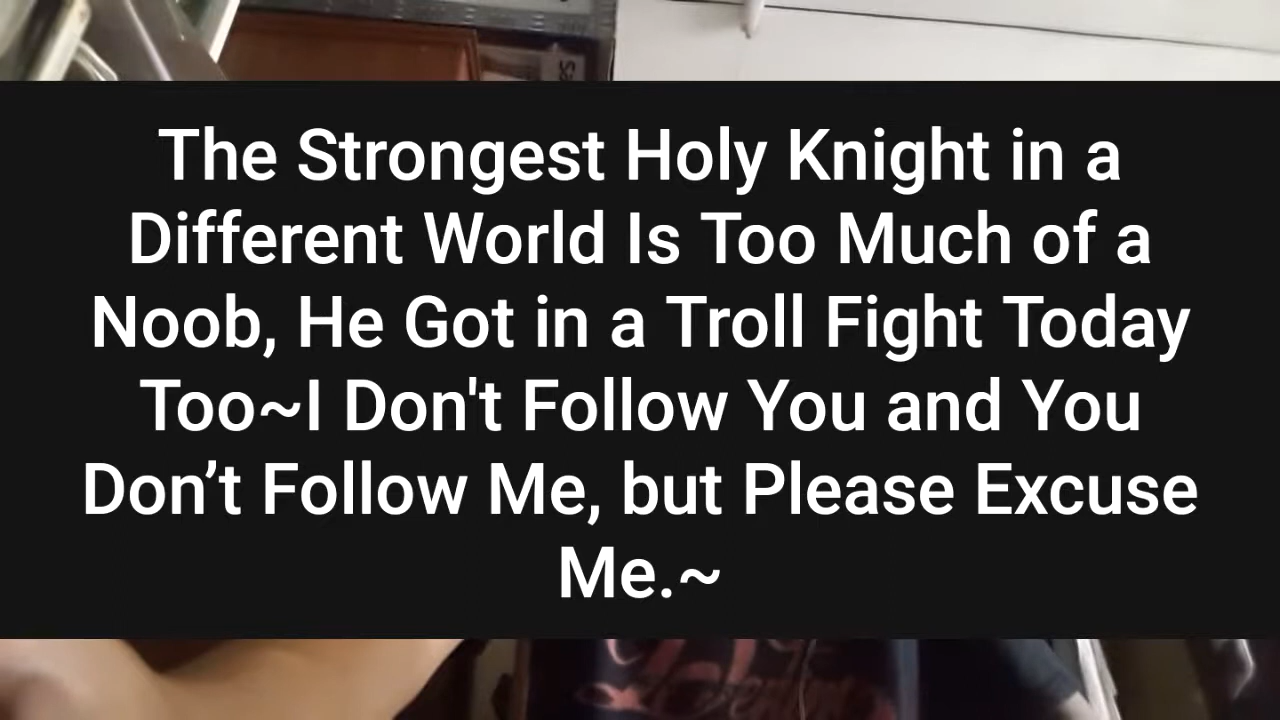 The Strongest Holy Knight in a
Different World Is Too Much of a
Noob, He Got in a Troll Fight Today
Too~I Don't Follow You and You
Don’t Follow Me, but Please Excuse
Me.~